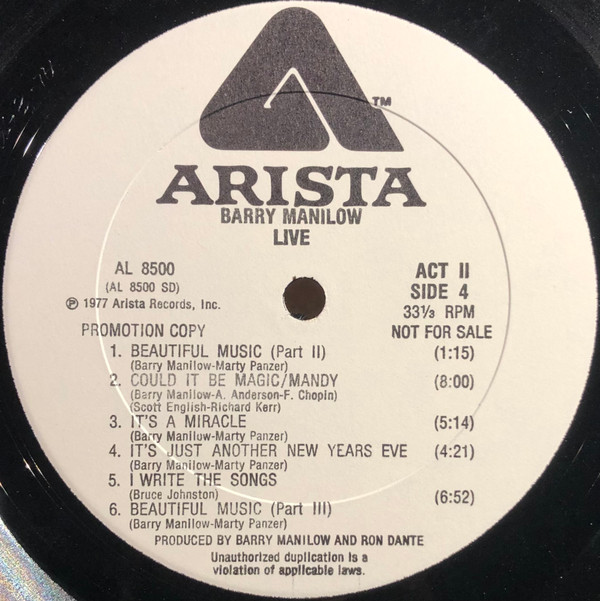 TM
ARISTA
BARRY MANILOW
LIVE
AL 8500
(AL 8500 SD)
℗ 1977 Arista Records, Inc.
ACT II
SIDE 4
33⅓ RPM
PROMOTION COPY NOT FOR SALE
1. BEAUTIFUL MUSIC (Part II) (1:15)
(Barry Manilow-Marty Panzer)
2. COULD IT BE MAGIC/MANDY (8:00)
(Barry Manilow-A. Anderson-F. Chopin)
(Scott English-Richard Kerr)
3. IT'S A MIRACLE (5:14)
(Barry Manilow-Marty Panzer)
4. IT'S JUST ANOTHER NEW YEARS EVE (4:21)
(Barry Manilow-Marty Panzer)
5. I WRITE THE SONGS
(Bruce Johnston) (6:52)
6. BEAUTIFUL MUSIC (Part III)
(Barry Manilow-Marty Panzer)
PRODUCED BY BARRY MANILOW AND RON DANTE
Unauthorized duplication is a
violation of applicable laws.